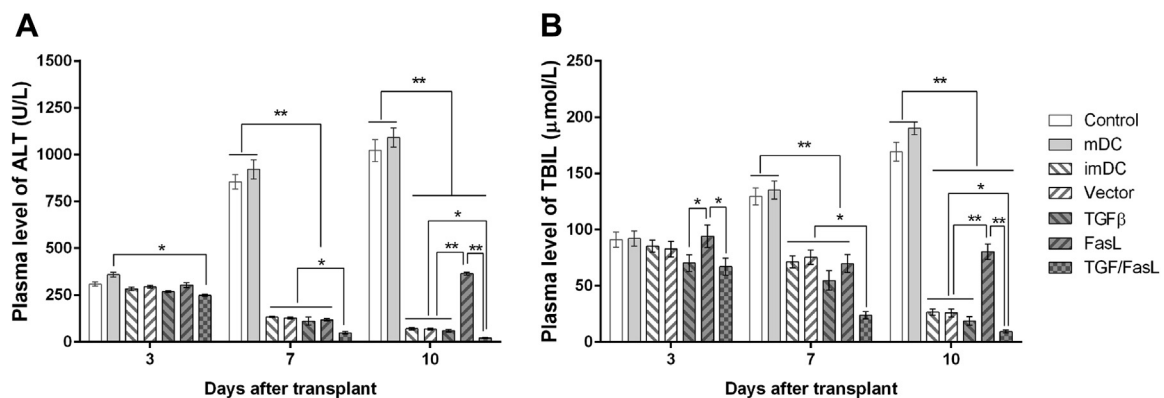 A
B
Plasma level of ALT (U/L)
1500
1000
750
500
250
0
**
**
*
*
*
**
**
3
7
10
Days after transplant
Plasma level of TBIL (μmol/L)
250
200
150
100
50
0
*
*
**
*
**
*
**
**
3
7
10
Days after transplant
Control
mDC
imDC
Vector
TGFβ
FasL
TGF/FasL